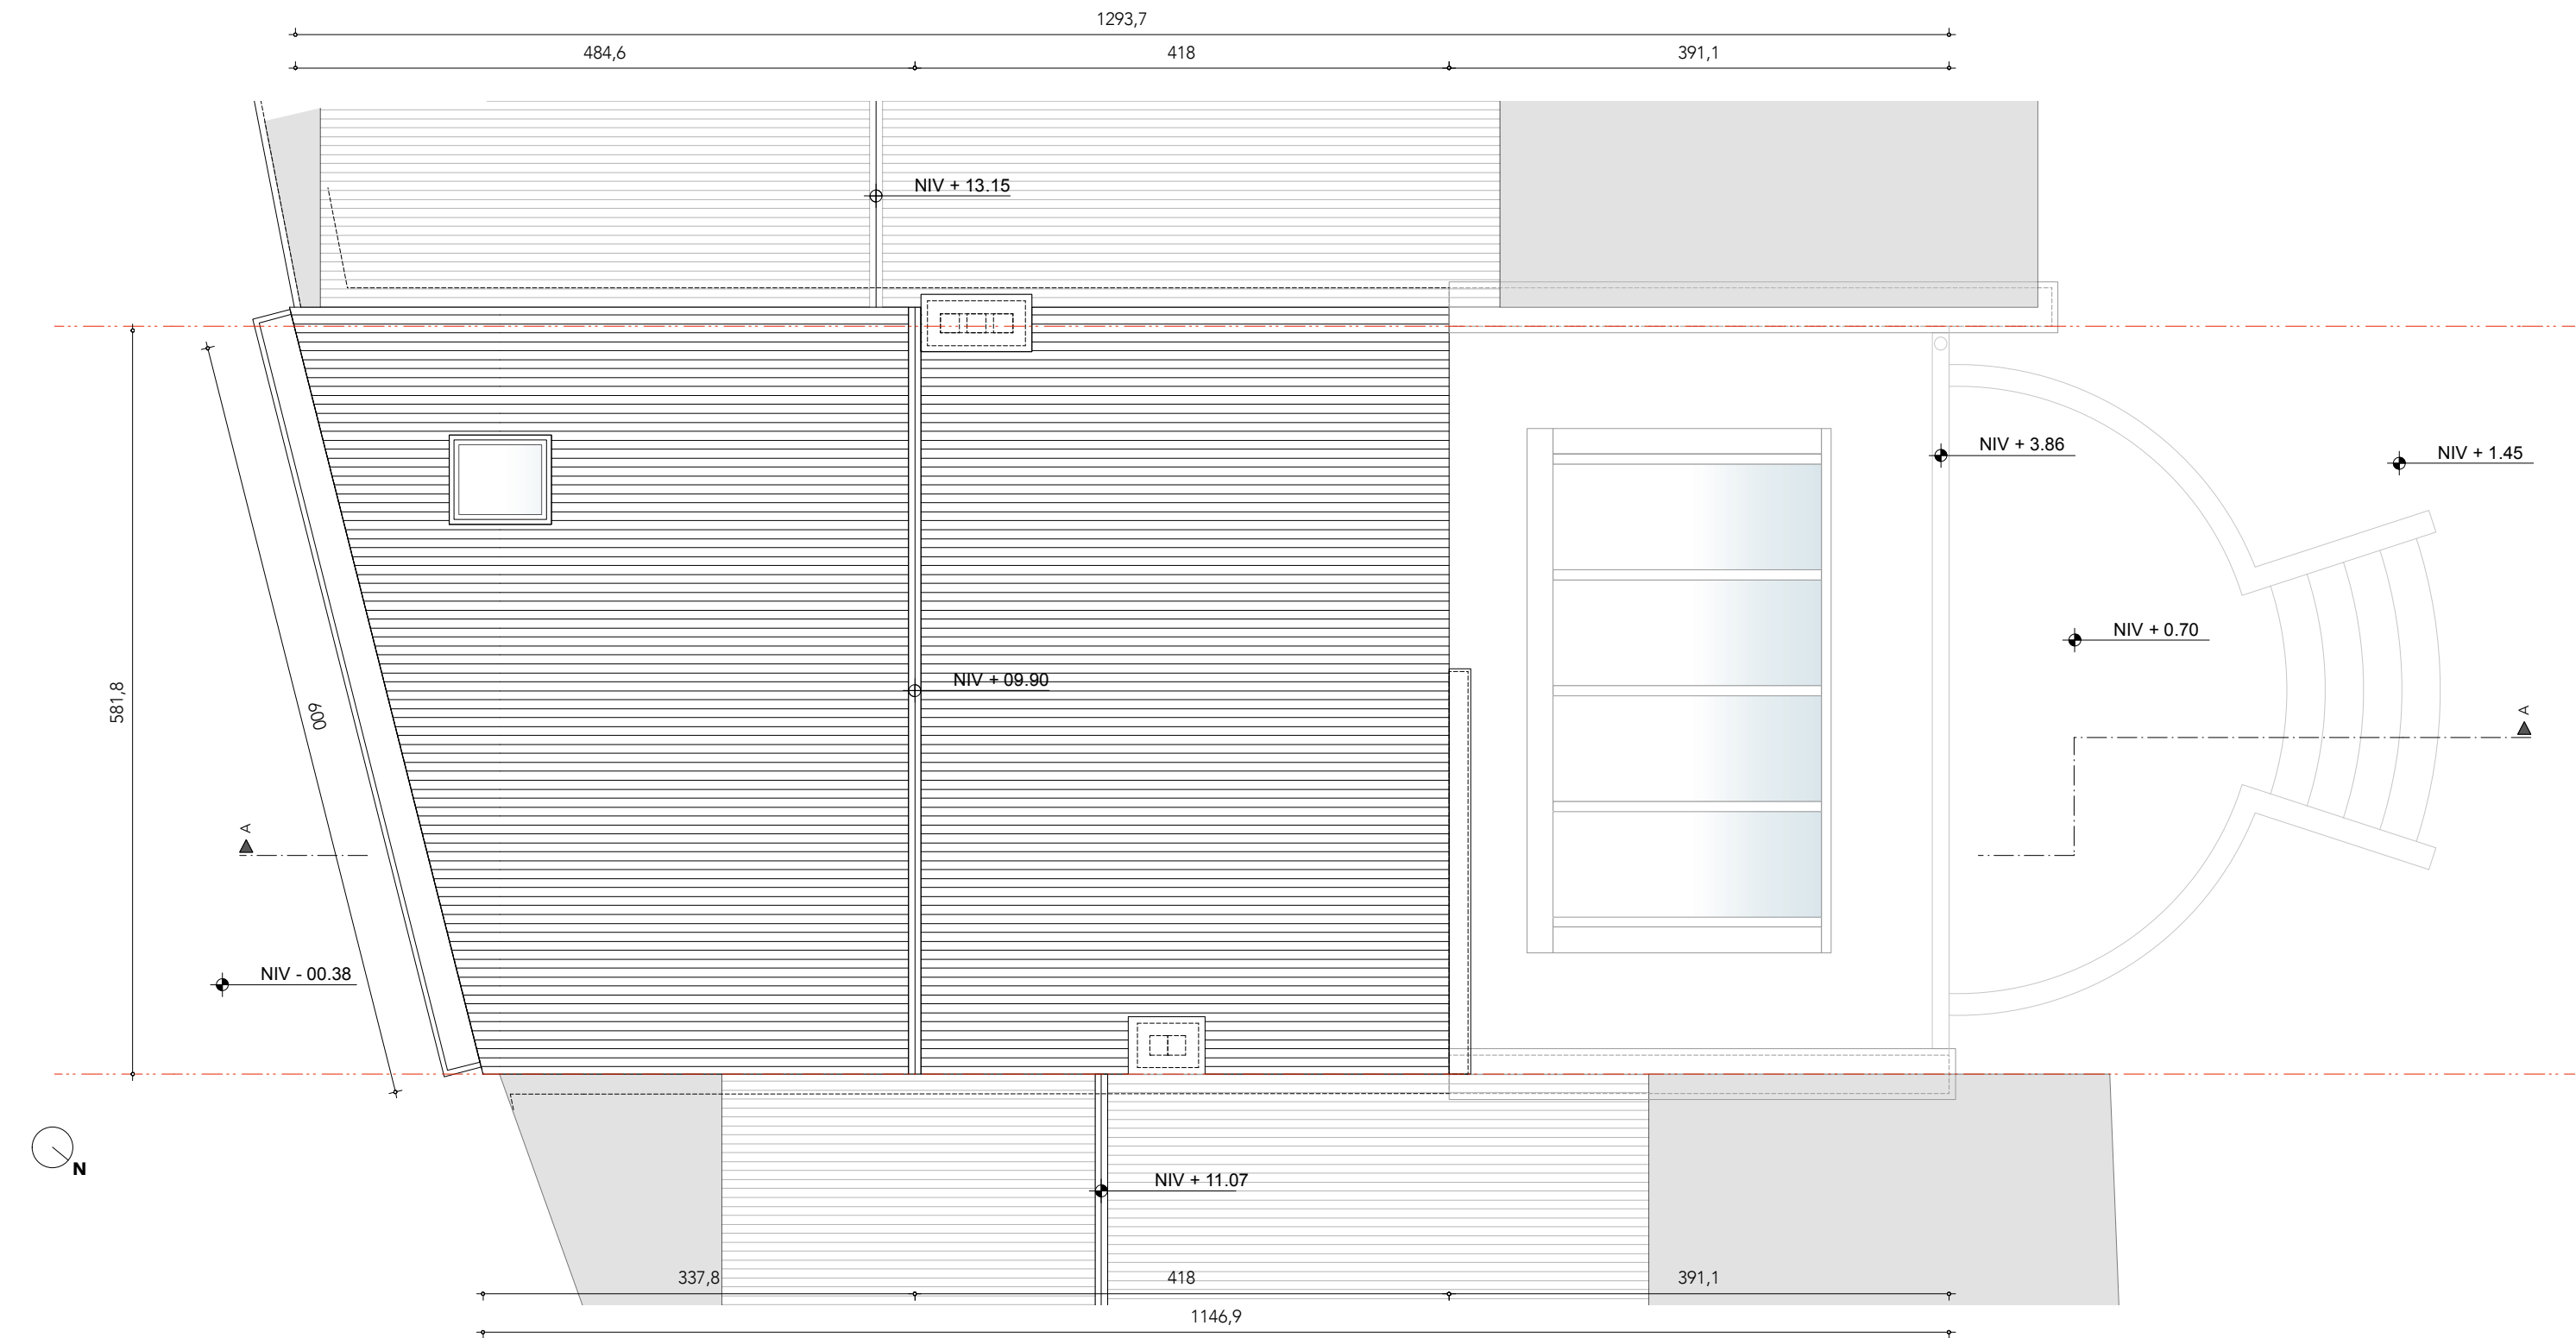 1293,7
484,6
418
391,1
NIV + 13.15
NIV + 3.86
NIV + 1.45
NIV + 0.70
NIV + 09.90
581,8
600
A
A
NIV - 00.38
N
NIV + 11.07
337,8
418
391,1
1146,9